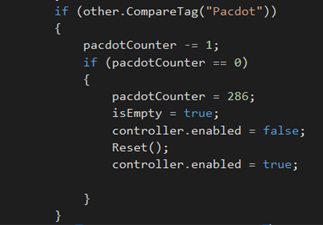 if (other.CompareTag("Pacdot"))
{
pacdotCounter -= 1;
if (pacdotCounter == 0)
{
pacdotCounter = 286;
isEmpty = true;
controller.enabled = false;
Reset();
controller.enabled = true;
}
}